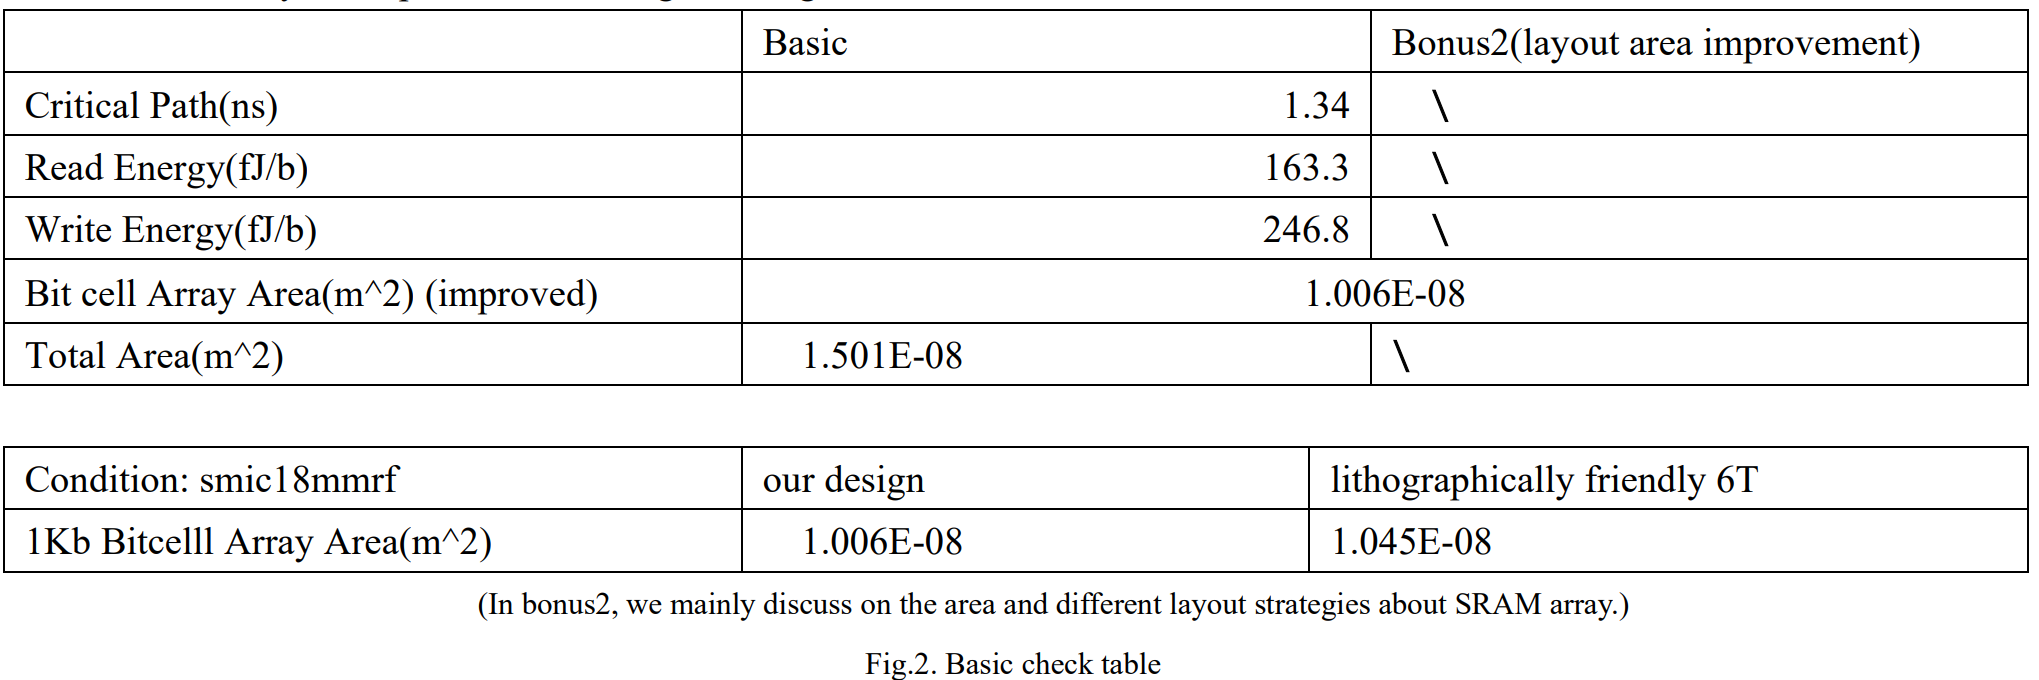 Basic Bonus2(layout area improvement)
Critical Path(ns) 1.34 \
Read Energy(fJ/b) 163.3 \
Write Energy(fJ/b) 246.8 \
Bit cell Array Area(m^2) (improved) 1.006E-08
Total Area(m^2) 1.501E-08 \
Condition: smic18mmrf our design lithographically friendly 6T
1Kb Bitcelll Array Area(m^2) 1.006E-08 1.045E-08
(In bonus2, we mainly discuss on the area and different layout strategies about SRAM array.)
Fig.2. Basic check table